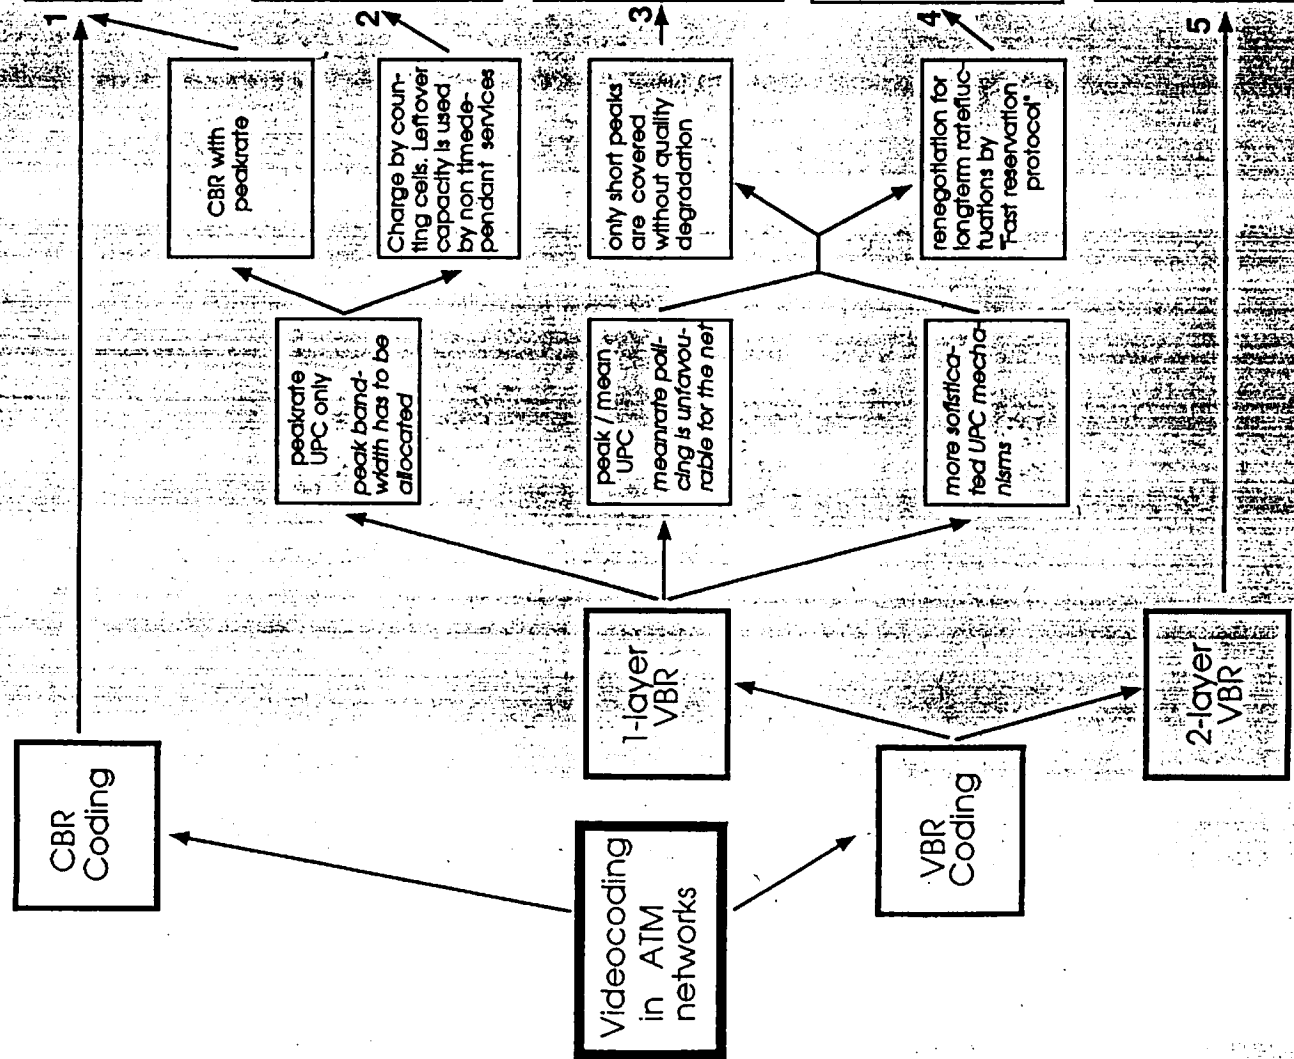 Videocoding
in ATM
networks
CBR
Coding
VBR
Coding
1-layer
VBR
2-layer
VBR
peakrate
UPC only
peak band-
width has to be
allocated
peak / mean
UPC
meanrate poli-
cing is unfavou-
rable for the net
more sofistica-
ted UPC mecha-
nisms
CBR with
peakrate
Charge by coun-
ting cells. Leftover
capacity is used
by non timede-
pendant services
only short peaks
are covered
without quality
degradation
renegotiation for
longterm ratefluc-
tuations by
"Fast reservation
protocol"
1
2
3
4
5